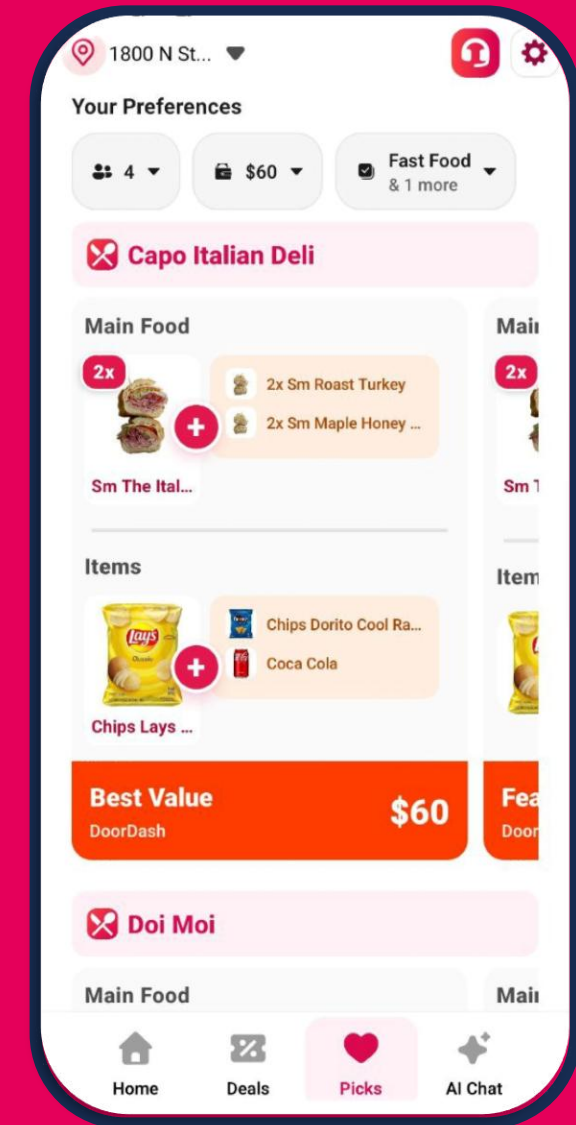 1800 N St...
Your Preferences
4
$60
Fast Food
& 1 more
Capo Italian Deli
Main Food
2x
2x Sm Roast Turkey
2x Sm Maple Honey ...
Sm The Ital...
Items
Lay's
Classic
Chips Dorito Cool Ra...
Coca Cola
Chips Lays ...
Best Value
DoorDash
$60
Mai
2x
Sm
Item
Fea
Door
Doi Moi
Main Food
Mai
Home
Deals
Picks
AI Chat